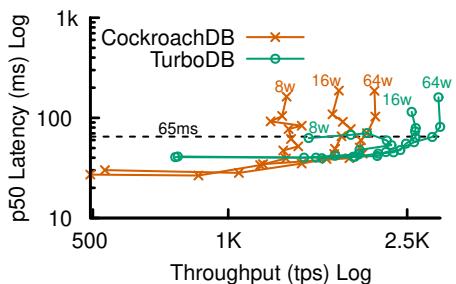 1k
CockroachDB
TurboDB
8w
16w
64w
64w
16w
100
65ms
8w
10
500
1K
2.5K
p50 Latency (ms) Log
Throughput (tps) Log